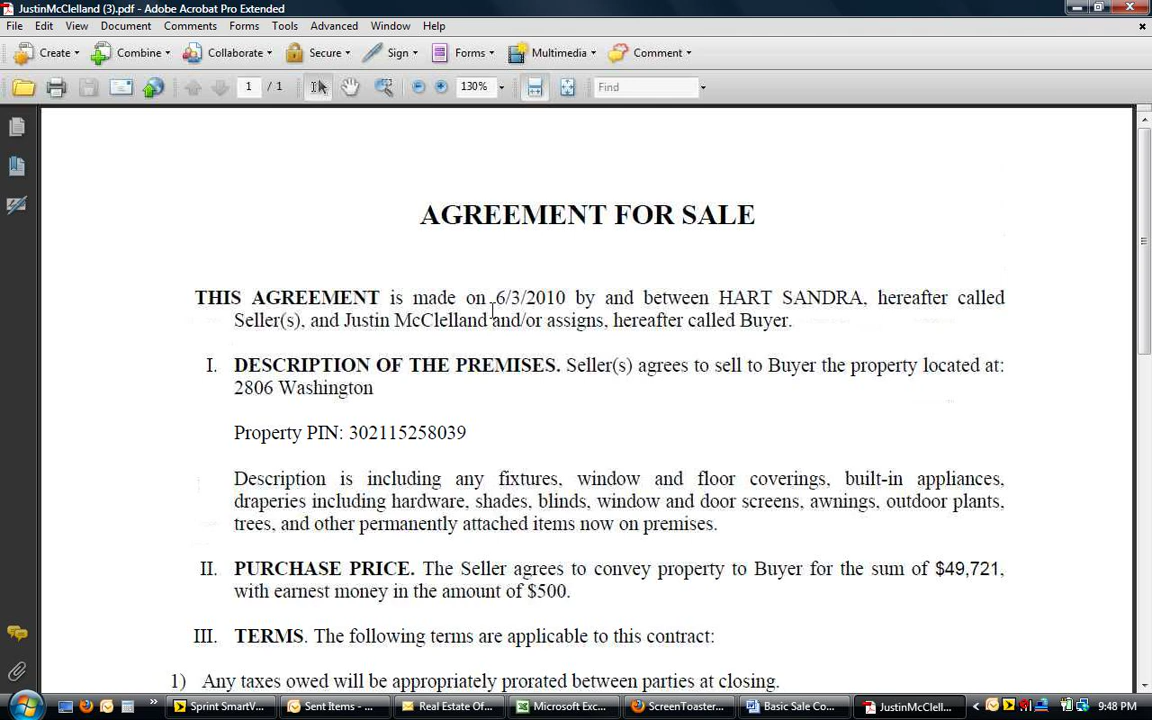 JustinMcClelland (3).pdf - Adobe Acrobat Pro Extended
File Edit View Document Comments Forms Tools Advanced Window Help
Create Combine Collaborate Secure Sign Forms Multimedia Comment
1 / 1 130% Find
AGREEMENT FOR SALE
THIS AGREEMENT is made on 6/3/2010 by and between HART SANDRA, hereafter called
Seller(s), and Justin McClelland and/or assigns, hereafter called Buyer.
I. DESCRIPTION OF THE PREMISES. Seller(s) agrees to sell to Buyer the property located at:
2806 Washington
Property PIN: 302115258039
Description is including any fixtures, window and floor coverings, built-in appliances,
draperies including hardware, shades, blinds, window and door screens, awnings, outdoor plants,
trees, and other permanently attached items now on premises.
II. PURCHASE PRICE. The Seller agrees to convey property to Buyer for the sum of $49,721,
with earnest money in the amount of $500.
III. TERMS. The following terms are applicable to this contract:
1) Any taxes owed will be appropriately prorated between parties at closing.
Sprint SmartV... Sent Items - ... Real Estate Of... Microsoft Exc... ScreenToaster... Basic Sale Co... JustinMcClell... 9:48 PM